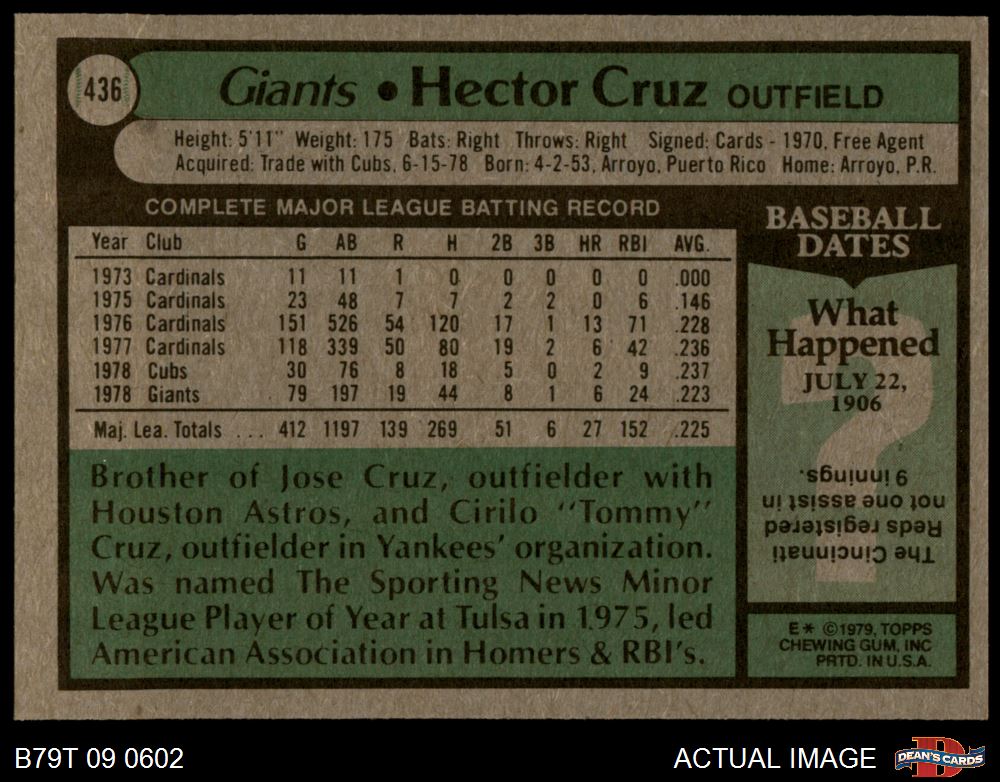 436
Giants • Hector Cruz OUTFIELD
Height: 5'11" Weight: 175 Bats: Right Throws: Right Signed: Cards - 1970, Free Agent
Acquired: Trade with Cubs, 6-15-78 Born: 4-2-53, Arroyo, Puerto Rico Home: Arroyo, P.R.
COMPLETE MAJOR LEAGUE BATTING RECORD
Year Club G AB R H 2B 3B HR RBI AVG.
1973 Cardinals 11 11 1 0 0 0 0 0 .000
1975 Cardinals 23 48 7 7 2 2 0 6 .146
1976 Cardinals 151 526 54 120 17 1 13 71 .228
1977 Cardinals 118 339 50 80 19 2 6 42 .236
1978 Cubs 30 76 8 18 5 0 2 9 .237
1978 Giants 79 197 19 44 8 1 6 24 .223
Maj. Lea. Totals ... 412 1197 139 269 51 6 27 152 .225
Brother of Jose Cruz, outfielder with
Houston Astros, and Cirilo "Tommy"
Cruz, outfielder in Yankees' organization.
Was named The Sporting News Minor
League Player of Year at Tulsa in 1975, led
American Association in Homers & RBI's.
BASEBALL
DATES
What
Happened
JULY 22,
1906
?
The Cincinnati
Reds registered
not one assist in
9 innings.
E* ©1979, TOPPS
CHEWING GUM, INC
PRTD. IN U.S.A.
B79T 09 0602
ACTUAL IMAGE
D
DEAN'S CARDS